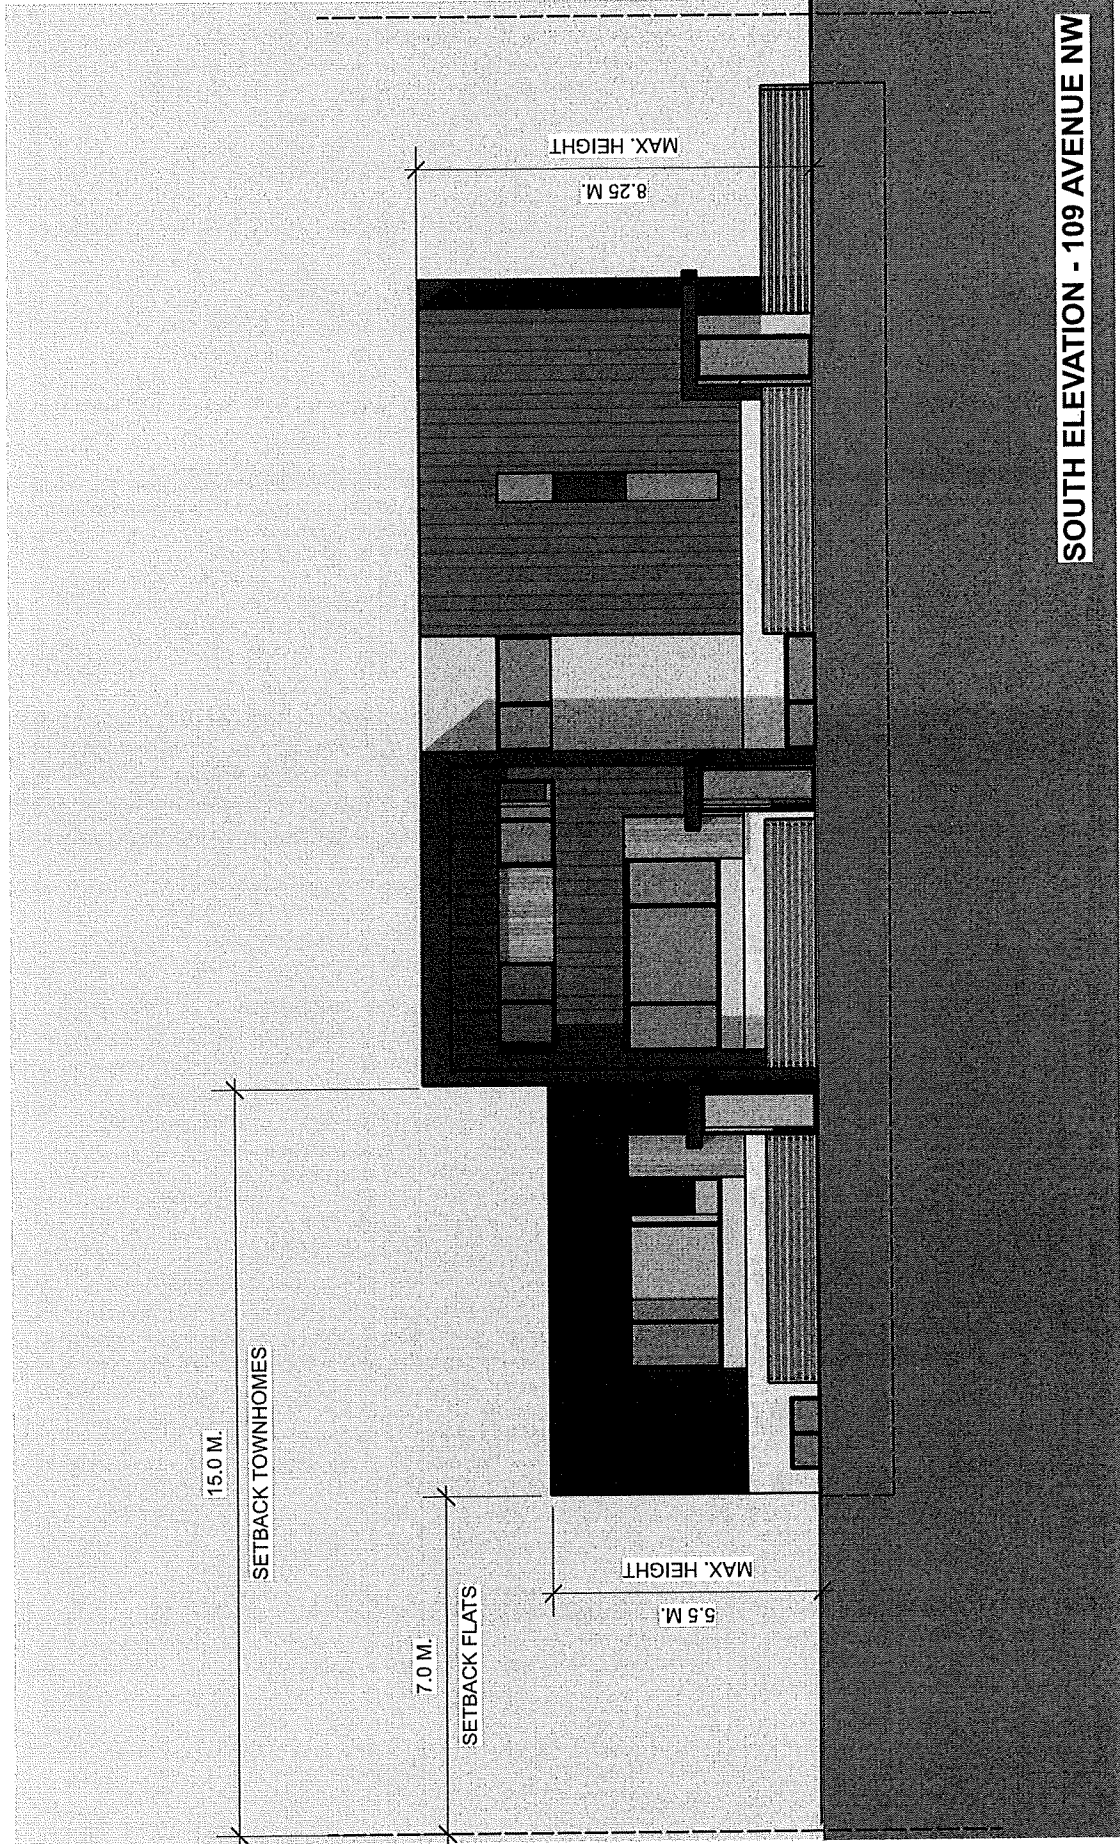 15.0 M.
SETBACK TOWNHOMES
7.0 M.
SETBACK FLATS
5.5 M.
MAX. HEIGHT
8.25 M.
MAX. HEIGHT
SOUTH ELEVATION - 109 AVENUE NW